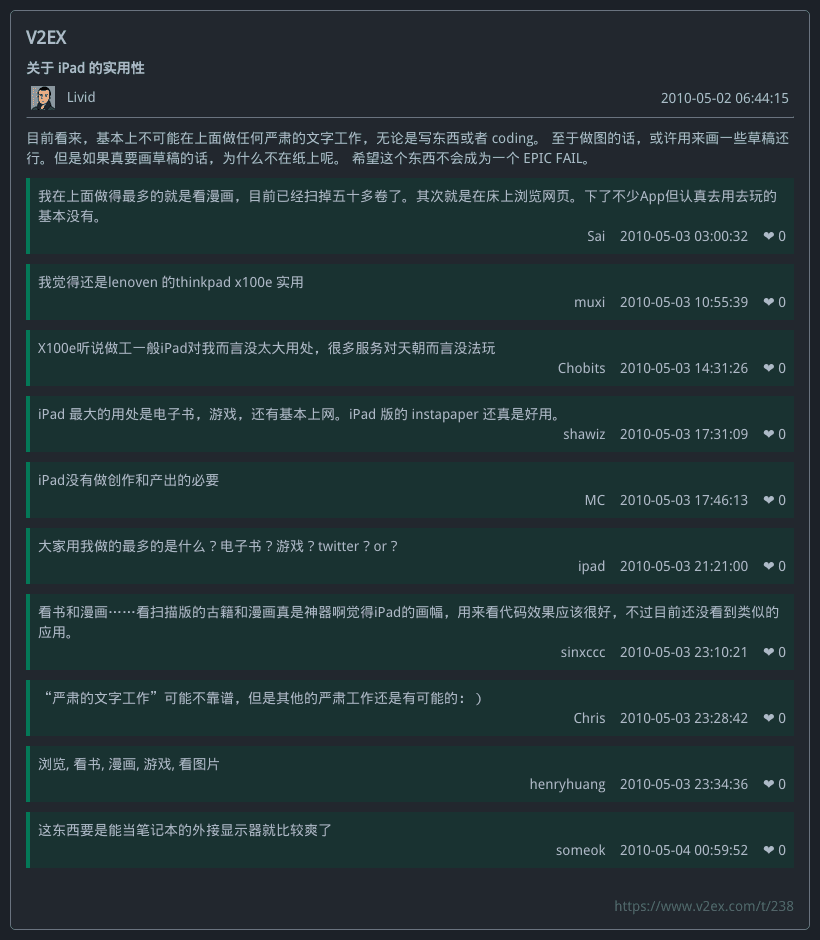 V2EX
关于 iPad 的实用性
Livid 2010-05-02 06:44:15
目前看来，基本上不可能在上面做任何严肃的文字工作，无论是写东西或者 coding。 至于做图的话，或许用来画一些草稿还
行。但是如果真要画草稿的话，为什么不在纸上呢。 希望这个东西不会成为一个 EPIC FAIL。
我在上面做得最多的就是看漫画，目前已经扫掉五十多卷了。其次就是在床上浏览网页。下了不少App但认真去用去玩的
基本没有。
Sai 2010-05-03 03:00:32 ❤ 0
我觉得还是lenoven 的thinkpad x100e 实用
muxi 2010-05-03 10:55:39 ❤ 0
X100e听说做工一般iPad对我而言没太大用处，很多服务对天朝而言没法玩
Chobits 2010-05-03 14:31:26 ❤ 0
iPad 最大的用处是电子书，游戏，还有基本上网。iPad 版的 instapaper 还真是好用。
shawiz 2010-05-03 17:31:09 ❤ 0
iPad没有做创作和产出的必要
MC 2010-05-03 17:46:13 ❤ 0
大家用我做的最多的是什么？电子书？游戏？twitter？or？
ipad 2010-05-03 21:21:00 ❤ 0
看书和漫画……看扫描版的古籍和漫画真是神器啊觉得iPad的画幅，用来看代码效果应该很好，不过目前还没看到类似的
应用。
sinxccc 2010-05-03 23:10:21 ❤ 0
“严肃的文字工作”可能不靠谱，但是其他的严肃工作还是有可能的：）
Chris 2010-05-03 23:28:42 ❤ 0
浏览, 看书, 漫画, 游戏, 看图片
henryhuang 2010-05-03 23:34:36 ❤ 0
这东西要是能当笔记本的外接显示器就比较爽了
someok 2010-05-04 00:59:52 ❤ 0
https://www.v2ex.com/t/238